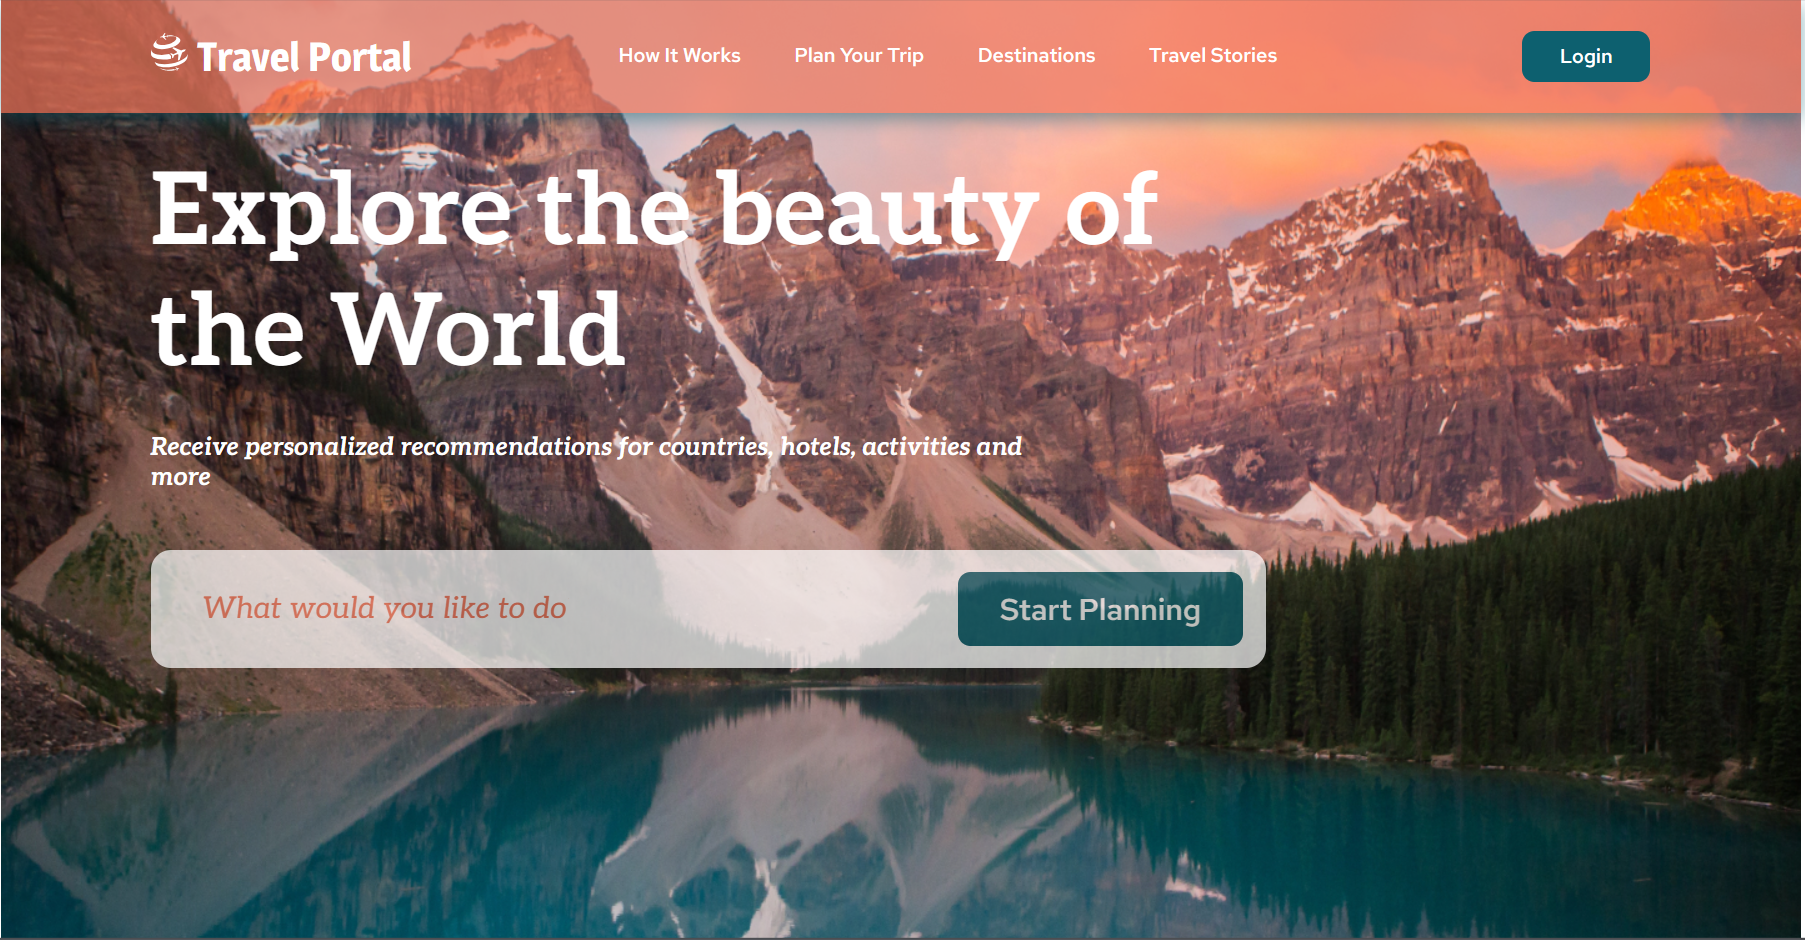 Travel Portal
How It Works
Plan Your Trip
Destinations
Travel Stories
Login
Explore the beauty of
the World
Receive personalized recommendations for countries, hotels, activities and
more
What would you like to do
Start Planning